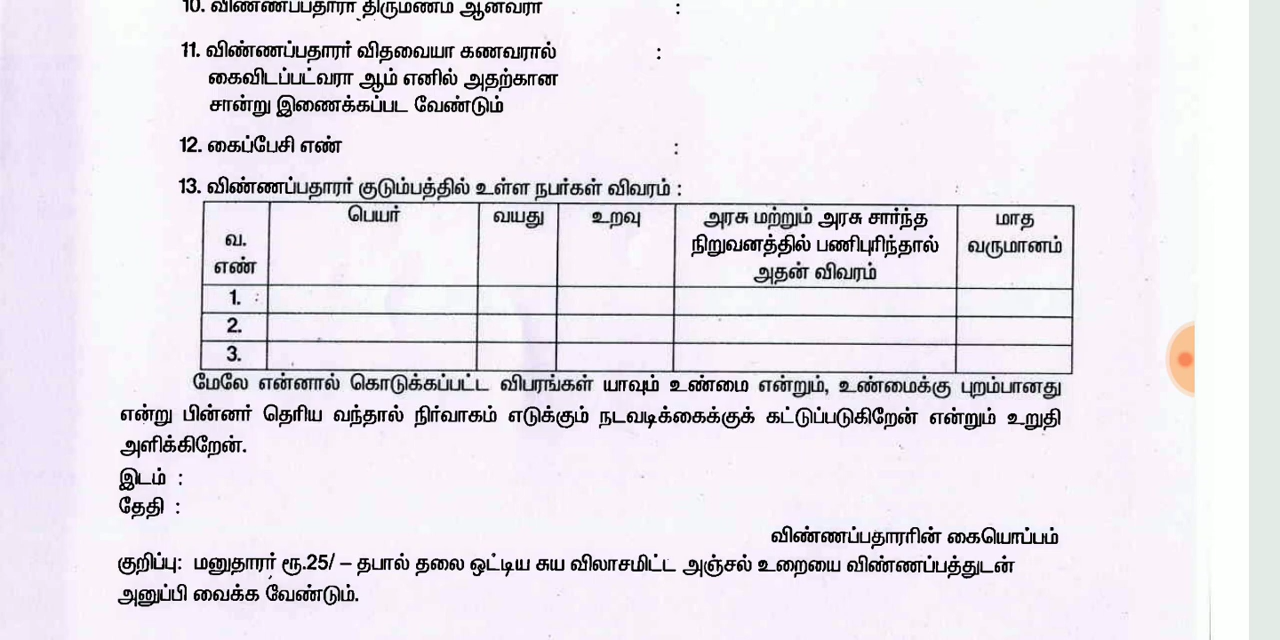 10. விண்ணப்பதாரர் திருமணம் ஆனவரா :
11. விண்ணப்பதாரர் விதவையா கணவரால் :
கைவிடப்பட்வரா ஆம் எனில் அதற்கான
சான்று இணைக்கப்பட வேண்டும்
12. கைப்பேசி எண் :
13. விண்ணப்பதாரர் குடும்பத்தில் உள்ள நபர்கள் விவரம் :
வ. எண் பெயர் வயது உறவு அரசு மற்றும் அரசு சார்ந்த நிறுவனத்தில் பணிபுரிந்தால் அதன் விவரம் மாத வருமானம்
1.
2.
3.
மேலே என்னால் கொடுக்கப்பட்ட விபரங்கள் யாவும் உண்மை என்றும், உண்மைக்கு புறம்பானது
என்று பின்னர் தெரிய வந்தால் நிர்வாகம் எடுக்கும் நடவடிக்கைக்குக் கட்டுப்படுகிறேன் என்றும் உறுதி
அளிக்கிறேன்.
இடம் :
தேதி :
விண்ணப்பதாரரின் கையொப்பம்
குறிப்பு: மனுதாரர் ரூ.25/– தபால் தலை ஒட்டிய சுய விலாசமிட்ட அஞ்சல் உறையை விண்ணப்பத்துடன்
அனுப்பி வைக்க வேண்டும்.